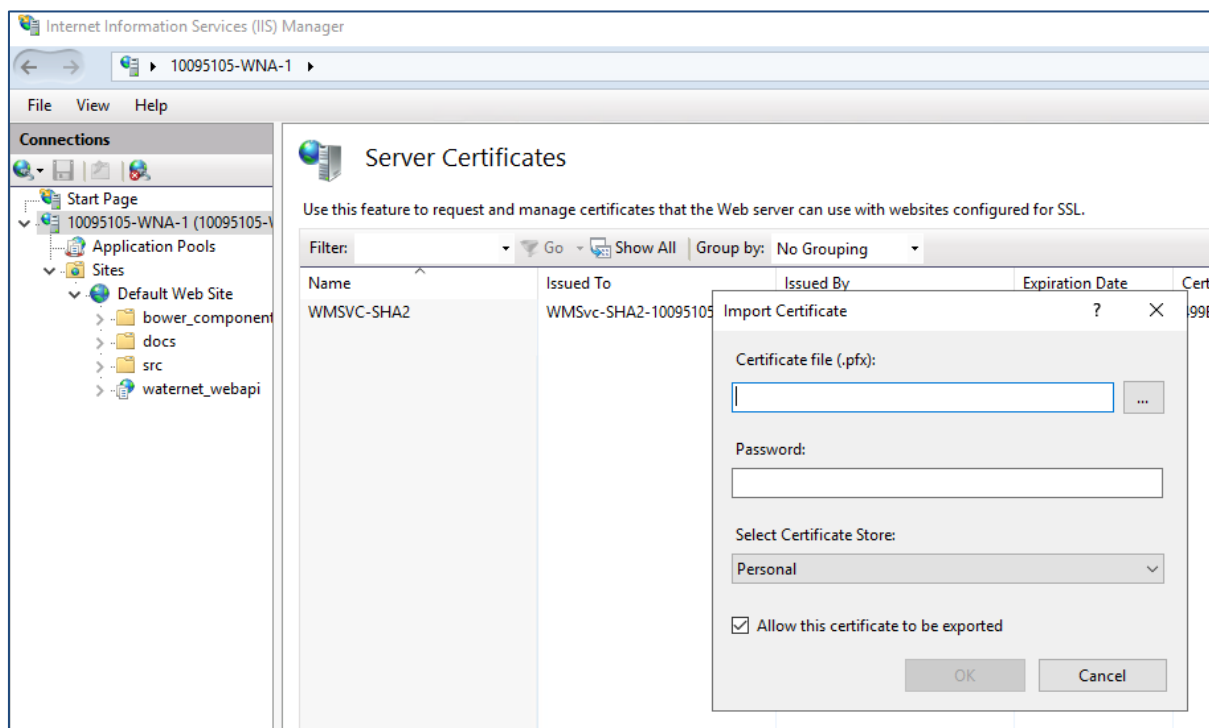 Internet Information Services (IIS) Manager
10095105-WNA-1
File View Help
Connections
Start Page
10095105-WNA-1 (10095105-\
Application Pools
Sites
Default Web Site
bower_component
docs
src
waternet_webapi
Server Certificates
Use this feature to request and manage certificates that the Web server can use with websites configured for SSL.
Filter: Go Show All Group by: No Grouping
Name Issued To Issued By Expiration Date Cert
WMSVC-SHA2 WMSvc-SHA2-10095105 499E
Import Certificate ? 
Certificate file (.pfx):
...
Password:
Select Certificate Store:
Personal
Allow this certificate to be exported
OK Cancel